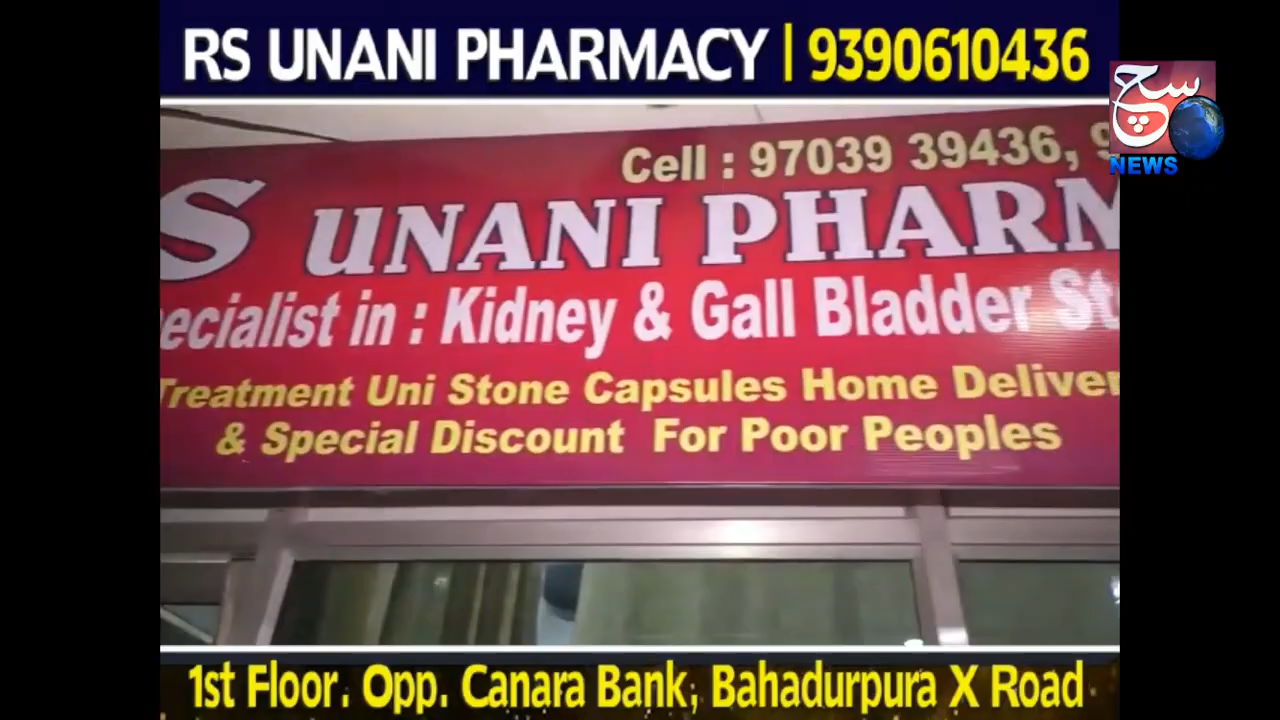 RS UNANI PHARMACY | 9390610436
سچ
NEWS
Cell : 97039 39436, 9
S UNANI PHARM
ecialist in : Kidney & Gall Bladder St
Treatment Uni Stone Capsules Home Deliver
& Special Discount For Poor Peoples
1st Floor. Opp. Canara Bank, Bahadurpura X Road